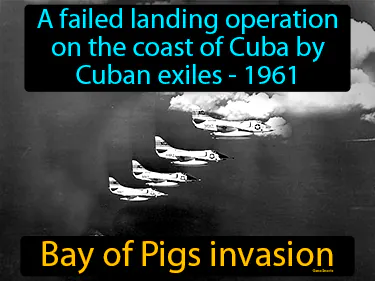 A failed landing operation
on the coast of Cuba by
Cuban exiles - 1961
Bay of Pigs invasion